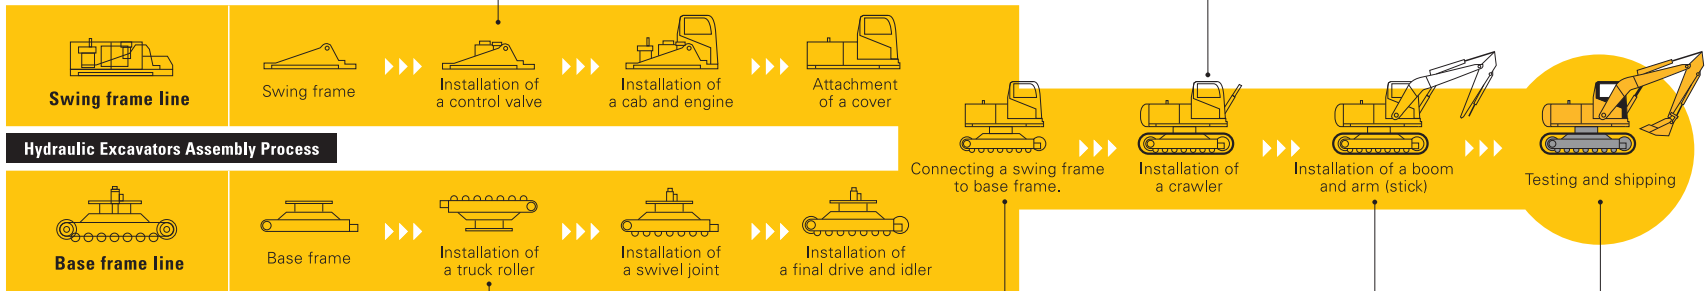 Swing frame line
Swing frame
Installation of
a control valve
Installation of
a cab and engine
Attachment
of a cover
Hydraulic Excavators Assembly Process
Base frame line
Base frame
Installation of
a truck roller
Installation of
a swivel joint
Installation of
a final drive and idler
Connecting a swing frame
to base frame.
Installation of
a crawler
Installation of a boom
and arm (stick)
Testing and shipping